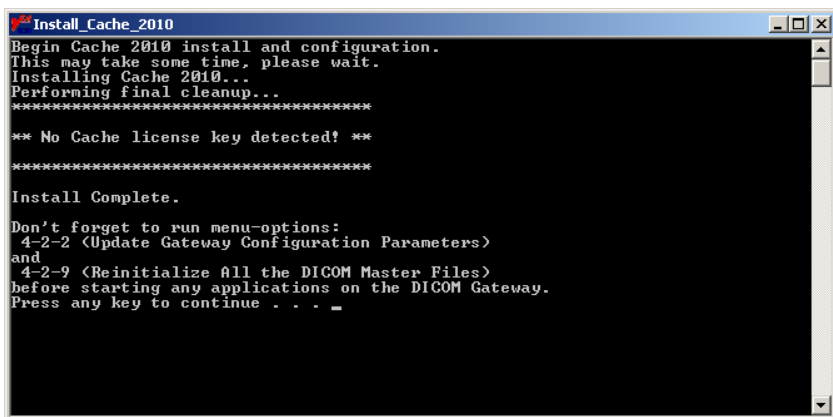 Install_Cache_2010
Begin Cache 2010 install and configuration.
This may take some time, please wait.
Installing Cache 2010...
Performing final cleanup...
************************************
** No Cache license key detected! **
************************************
Install Complete.
Don't forget to run menu-options:
4-2-2 (Update Gateway Configuration Parameters)
and
4-2-9 (Reinitialize All the DICOM Master Files)
before starting any applications on the DICOM Gateway.
Press any key to continue . . . _